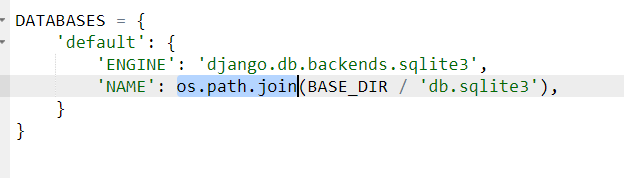 DATABASES = {
    'default': {
        'ENGINE': 'django.db.backends.sqlite3',
        'NAME': os.path.join(BASE_DIR / 'db.sqlite3'),
    }
}